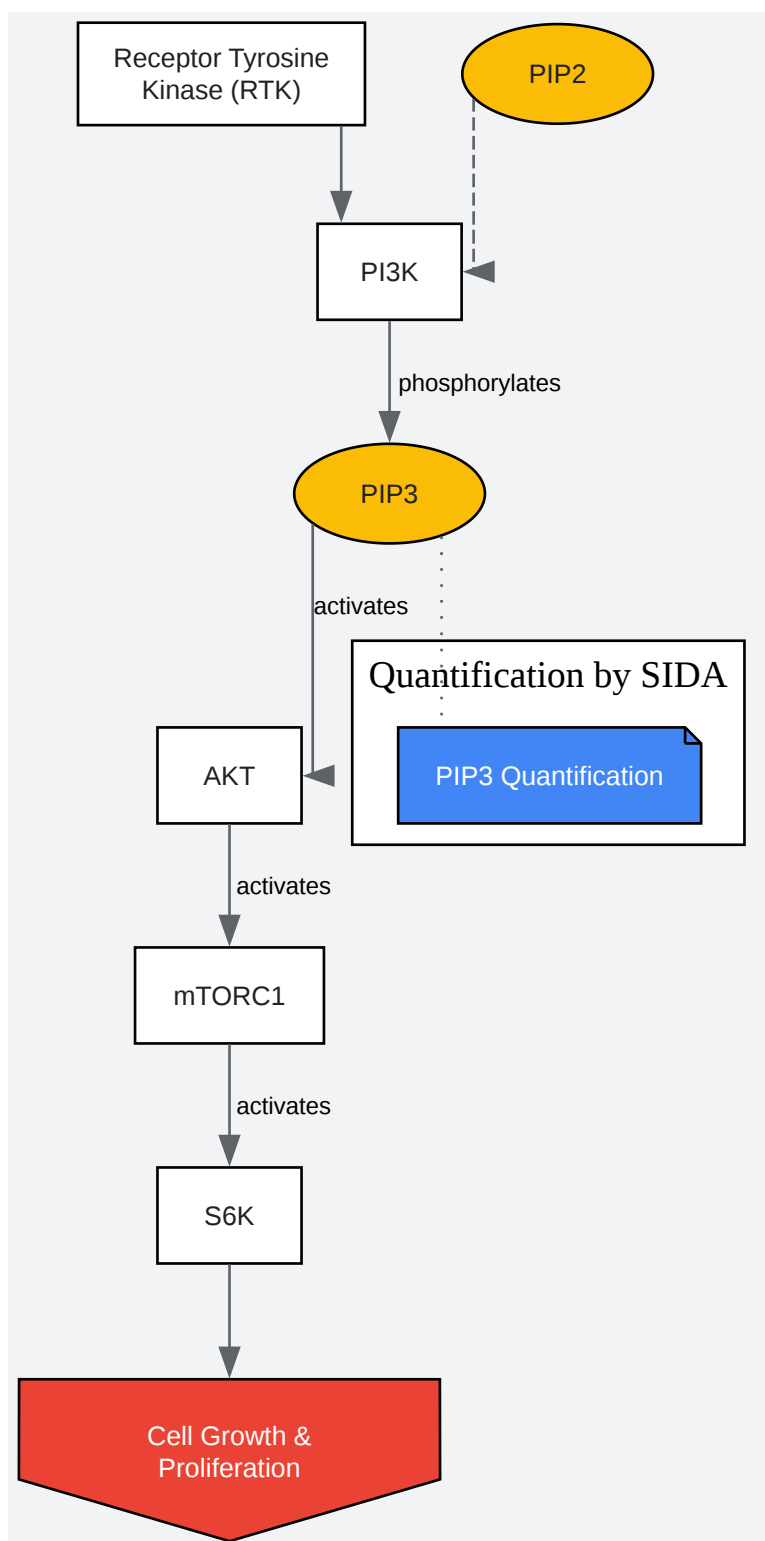 Receptor Tyrosine
Kinase (RTK)
PIP2
PI3K
phosphorylates
PIP3
activates
Quantification by SIDA
AKT
PIP3 Quantification
activates
mTORC1
activates
S6K
Cell Growth &
Proliferation